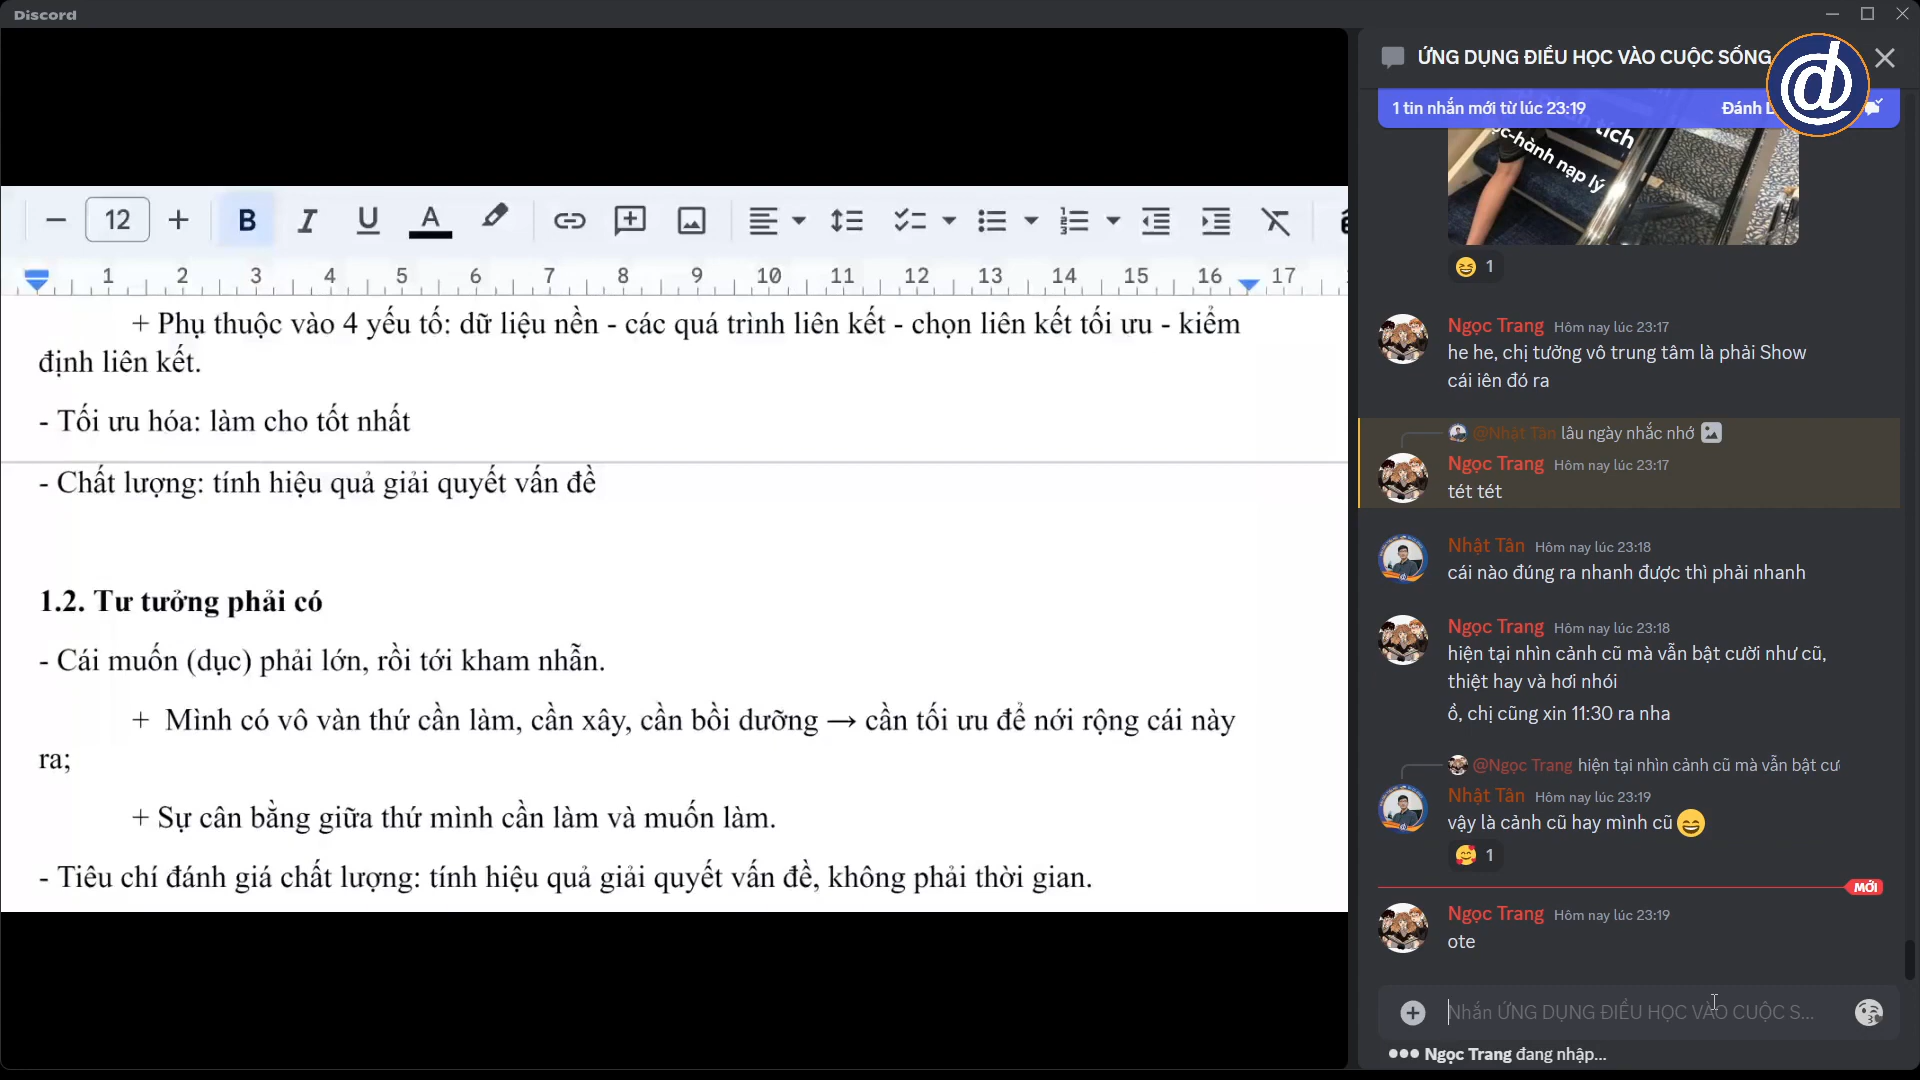 Discord
ỨNG DỤNG ĐIỀU HỌC VÀO CUỘC SỐNG
1 tin nhắn mới từ lúc 23:19
Đánh
tích
-hành nạp lý
1
12
B I U A
1 2 3 4 5 6 7 8 9 10 11 12 13 14 15 16 17
+ Phụ thuộc vào 4 yếu tố: dữ liệu nền - các quá trình liên kết - chọn liên kết tối ưu - kiểm
định liên kết.
- Tối ưu hóa: làm cho tốt nhất
- Chất lượng: tính hiệu quả giải quyết vấn đề
1.2. Tư tưởng phải có
- Cái muốn (dục) phải lớn, rồi tới kham nhẫn.
+ Mình có vô vàn thứ cần làm, cần xây, cần bồi dưỡng → cần tối ưu để nới rộng cái này
ra;
+ Sự cân bằng giữa thứ mình cần làm và muốn làm.
- Tiêu chí đánh giá chất lượng: tính hiệu quả giải quyết vấn đề, không phải thời gian.
Ngọc Trang Hôm nay lúc 23:17
he he, chị tưởng vô trung tâm là phải Show
cái iên đó ra
@Nhật Tân lâu ngày nhắc nhớ
Ngọc Trang Hôm nay lúc 23:17
tét tét
Nhật Tân Hôm nay lúc 23:18
cái nào đúng ra nhanh được thì phải nhanh
Ngọc Trang Hôm nay lúc 23:18
hiện tại nhìn cảnh cũ mà vẫn bật cười như cũ,
thiệt hay và hơi nhói
ồ, chị cũng xin 11:30 ra nha
@Ngọc Trang hiện tại nhìn cảnh cũ mà vẫn bật cư
Nhật Tân Hôm nay lúc 23:19
vậy là cảnh cũ hay mình cũ
1
MỚI
Ngọc Trang Hôm nay lúc 23:19
ote
Nhắn ỨNG DỤNG ĐIỀU HỌC VÀO CUỘC S...
Ngọc Trang đang nhập...